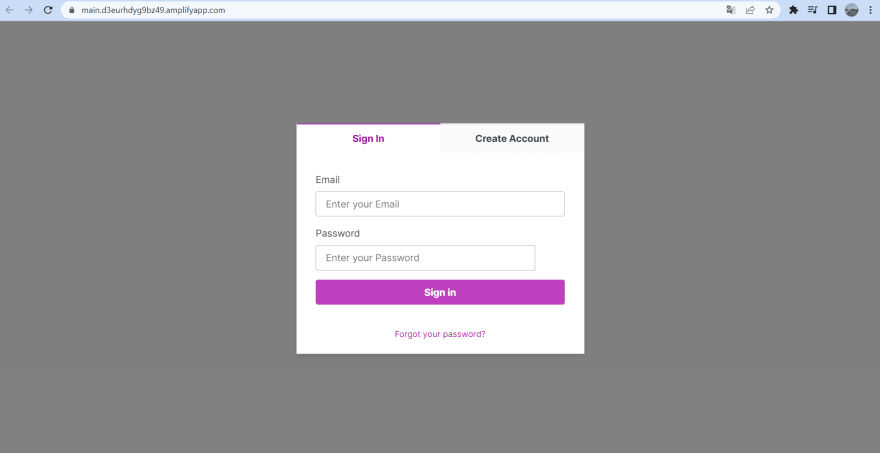 main.d3eurhdyg9bz49.amplifyapp.com
Sign In
Create Account
Email
Enter your Email
Password
Enter your Password
Sign in
Forgot your password?